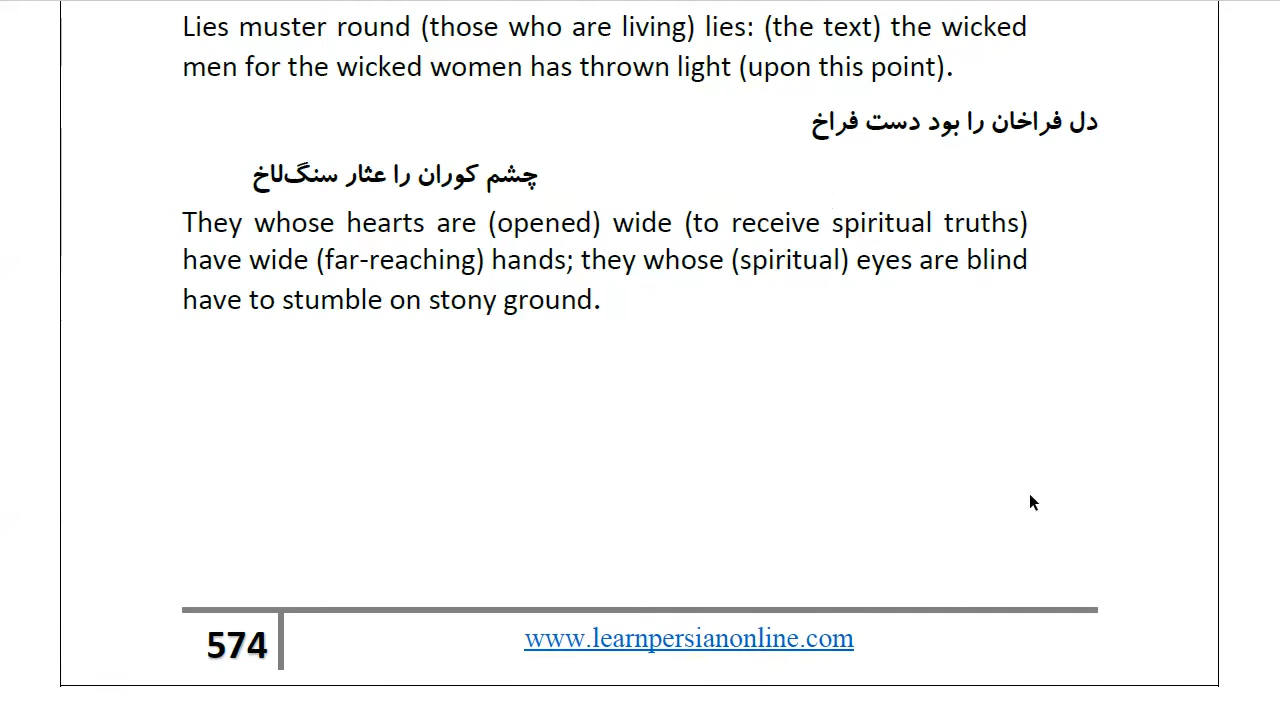 Lies muster round (those who are living) lies: (the text) the wicked
men for the wicked women has thrown light (upon this point).
دل فراخان را بود دست فراخ
چشم کوران را عثار سنگ‌لاخ
They whose hearts are (opened) wide (to receive spiritual truths)
have wide (far-reaching) hands; they whose (spiritual) eyes are blind
have to stumble on stony ground.
574
www.learnpersianonline.com